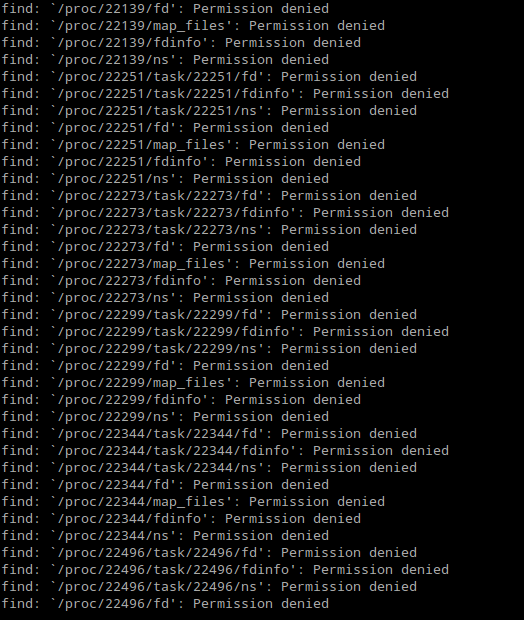 find: `/proc/22139/fd': Permission denied
find: `/proc/22139/map_files': Permission denied
find: `/proc/22139/fdinfo': Permission denied
find: `/proc/22139/ns': Permission denied
find: `/proc/22251/task/22251/fd': Permission denied
find: `/proc/22251/task/22251/fdinfo': Permission denied
find: `/proc/22251/task/22251/ns': Permission denied
find: `/proc/22251/fd': Permission denied
find: `/proc/22251/map_files': Permission denied
find: `/proc/22251/fdinfo': Permission denied
find: `/proc/22251/ns': Permission denied
find: `/proc/22273/task/22273/fd': Permission denied
find: `/proc/22273/task/22273/fdinfo': Permission denied
find: `/proc/22273/task/22273/ns': Permission denied
find: `/proc/22273/fd': Permission denied
find: `/proc/22273/map_files': Permission denied
find: `/proc/22273/fdinfo': Permission denied
find: `/proc/22273/ns': Permission denied
find: `/proc/22299/task/22299/fd': Permission denied
find: `/proc/22299/task/22299/fdinfo': Permission denied
find: `/proc/22299/task/22299/ns': Permission denied
find: `/proc/22299/fd': Permission denied
find: `/proc/22299/map_files': Permission denied
find: `/proc/22299/fdinfo': Permission denied
find: `/proc/22299/ns': Permission denied
find: `/proc/22344/task/22344/fd': Permission denied
find: `/proc/22344/task/22344/fdinfo': Permission denied
find: `/proc/22344/task/22344/ns': Permission denied
find: `/proc/22344/fd': Permission denied
find: `/proc/22344/map_files': Permission denied
find: `/proc/22344/fdinfo': Permission denied
find: `/proc/22344/ns': Permission denied
find: `/proc/22496/task/22496/fd': Permission denied
find: `/proc/22496/task/22496/fdinfo': Permission denied
find: `/proc/22496/task/22496/ns': Permission denied
find: `/proc/22496/fd': Permission denied